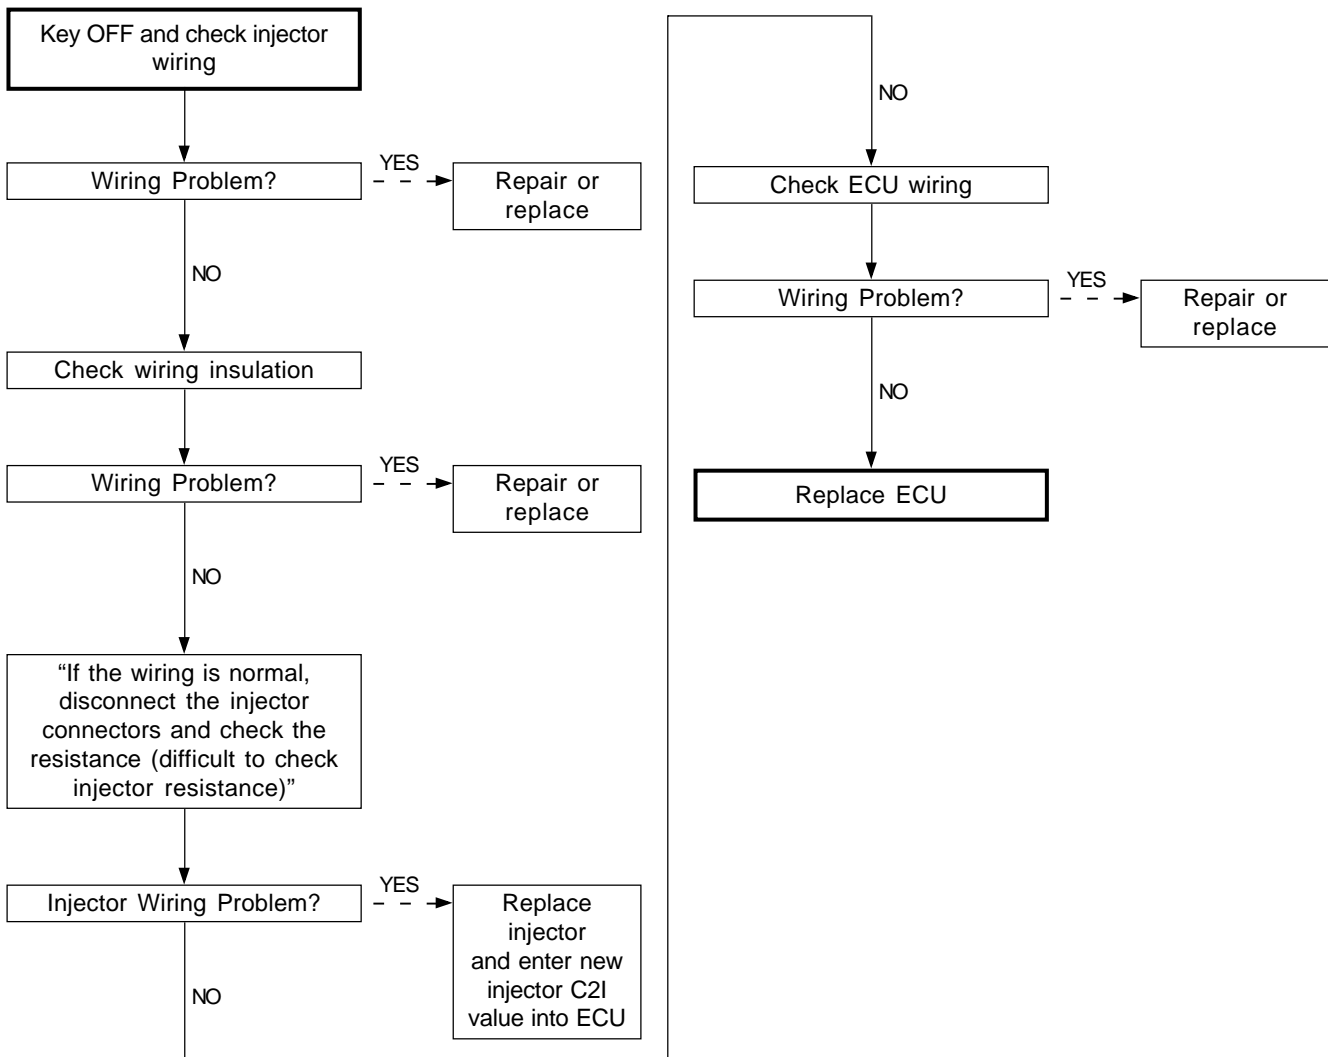 Key OFF and check injector
wiring
Wiring Problem?
YES
Repair or
replace
NO
Check wiring insulation
Wiring Problem?
YES
Repair or
replace
NO
“If the wiring is normal,
disconnect the injector
connectors and check the
resistance (difficult to check
injector resistance)”
Injector Wiring Problem?
YES
Replace
injector
and enter new
injector C2I
value into ECU
NO
NO
Check ECU wiring
Wiring Problem?
YES
Repair or
replace
NO
Replace ECU